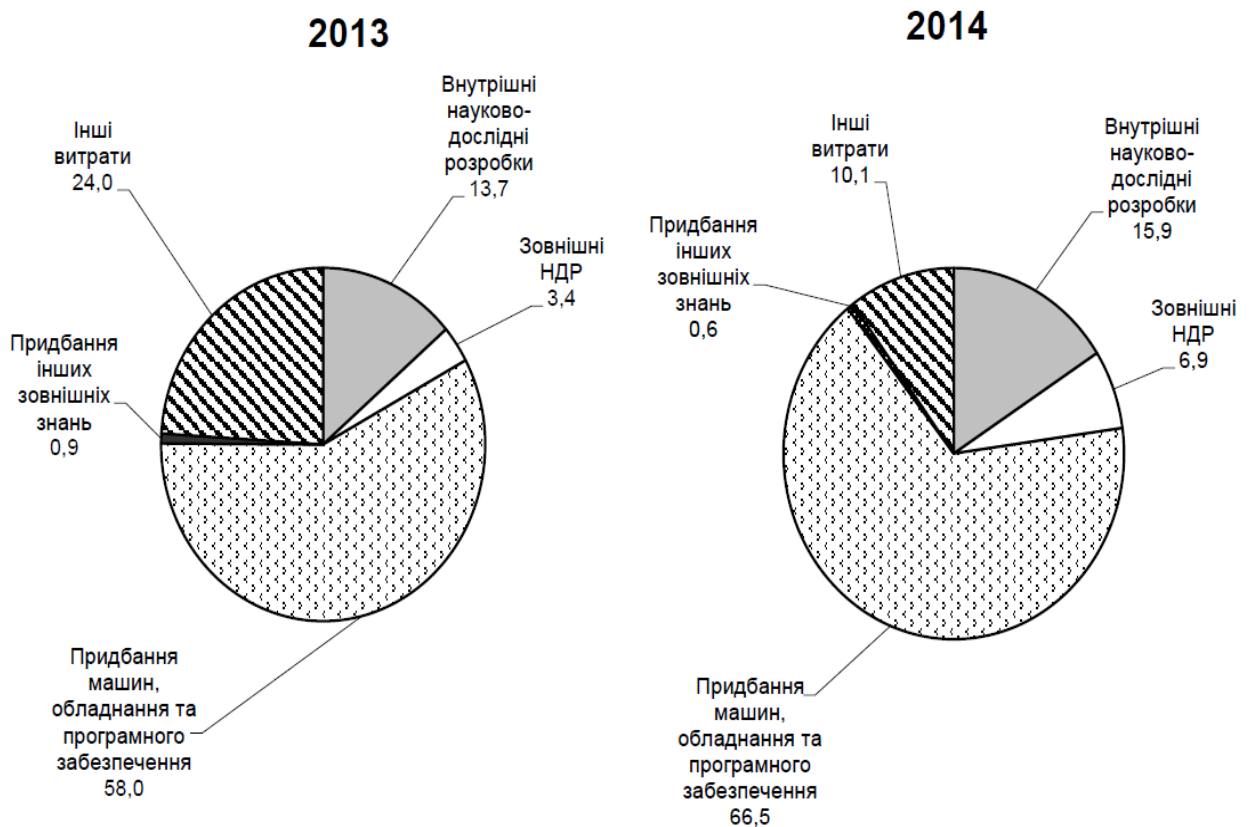 2013
Інші
витрати
24,0
Внутрішні
науково-
дослідні
розробки
13,7
Зовнішні
НДР
3,4
Придбання
інших
зовнішніх
знань
0,9
Придбання
машин,
обладнання та
програмного
забезпечення
58,0
2014
Інші
витрати
10,1
Внутрішні
науково-
дослідні
розробки
15,9
Придбання
інших
зовнішніх
знань
0,6
Зовнішні
НДР
6,9
Придбання
машин,
обладнання та
програмного
забезпечення
66,5